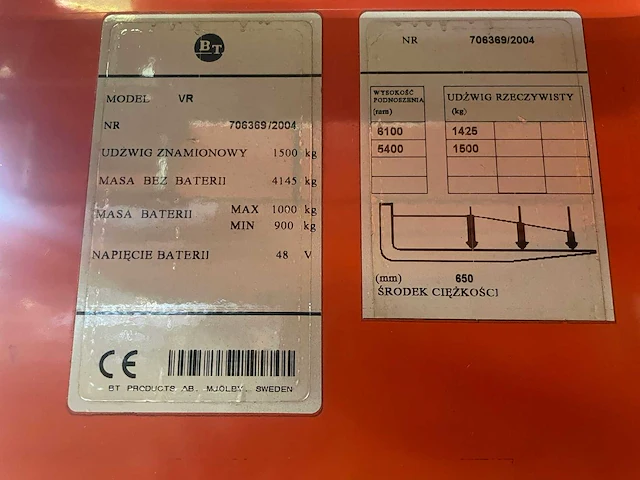 BT
MODEL VR
NR 706369/2004
UDŹWIG ZNAMIONOWY 1500 kg
MASA BEZ BATERII 4145 kg
MASA BATERII MAX 1000 kg
MIN 900 kg
NAPIĘCIE BATERII 48 V
CE
BT PRODUCTS AB. MJÖLBY. SWEDEN
NR 706369/2004
WYSOKOŚĆ
PODNOSZENIA
(mm)
UDŹWIG RZECZYWISTY
(kg)
6100 1425
5400 1500
(mm) 650
ŚRODEK CIĘŻKOŚCI